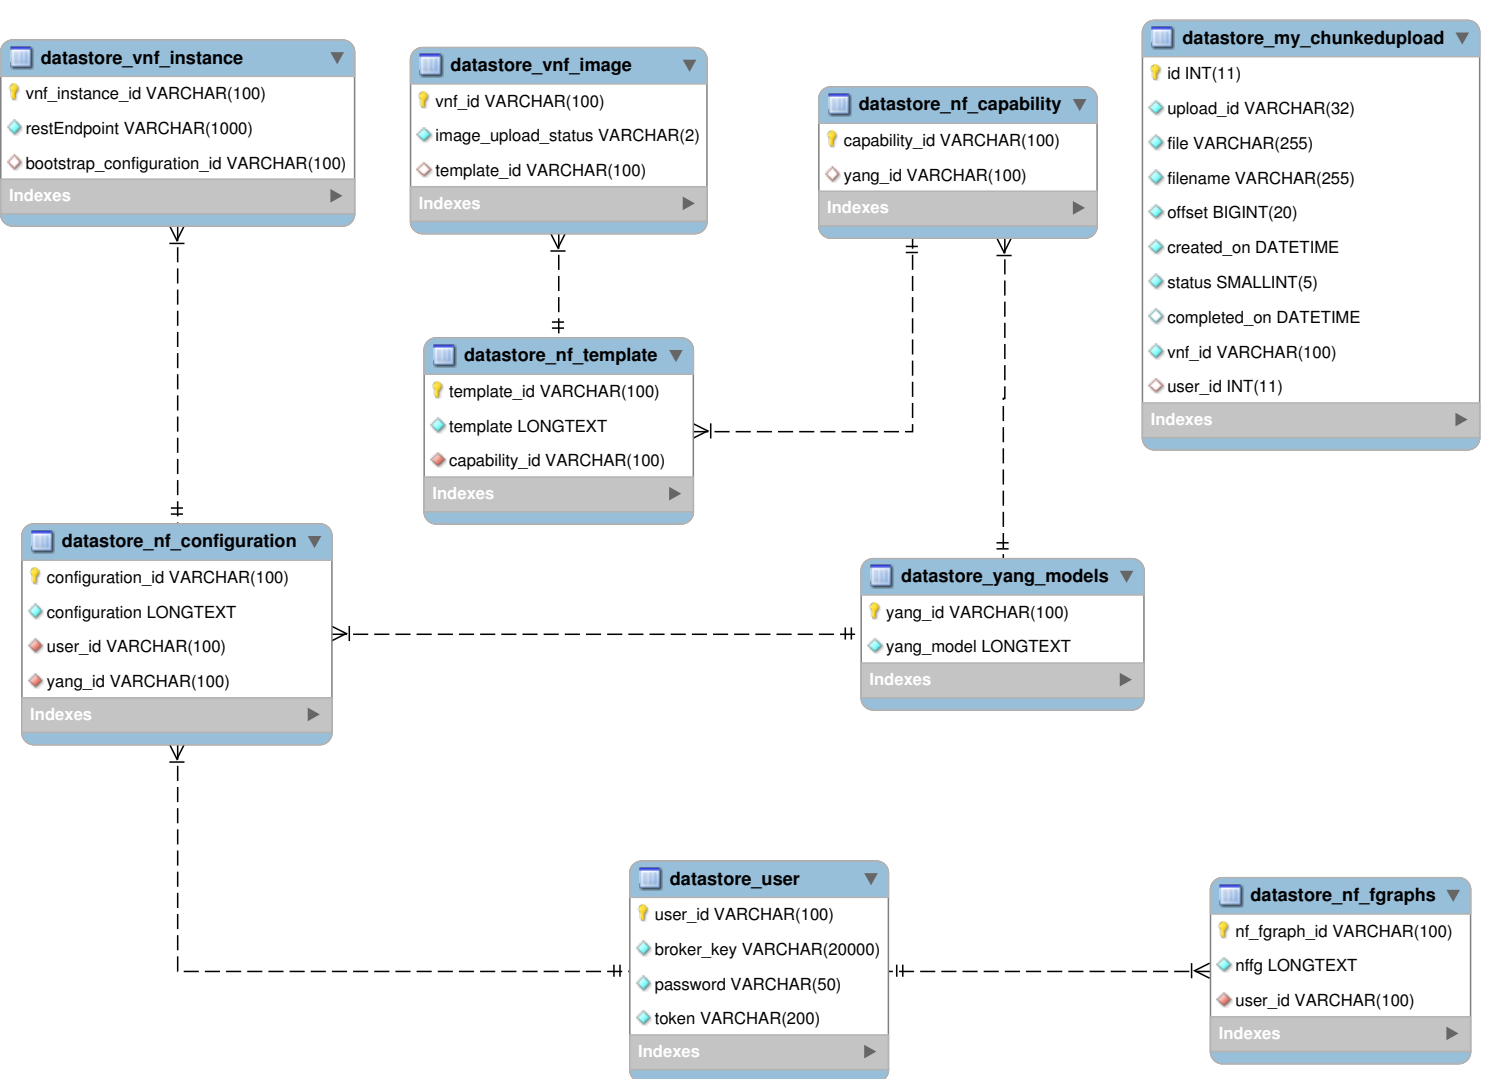 datastore_vnf_instance
vnf_instance_id VARCHAR(100)
restEndpoint VARCHAR(1000)
bootstrap_configuration_id VARCHAR(100)
Indexes
datastore_vnf_image
vnf_id VARCHAR(100)
image_upload_status VARCHAR(2)
template_id VARCHAR(100)
Indexes
datastore_nf_capability
capability_id VARCHAR(100)
yang_id VARCHAR(100)
Indexes
datastore_my_chunkedupload
id INT(11)
upload_id VARCHAR(32)
file VARCHAR(255)
filename VARCHAR(255)
offset BIGINT(20)
created_on DATETIME
status SMALLINT(5)
completed_on DATETIME
vnf_id VARCHAR(100)
user_id INT(11)
Indexes
datastore_nf_template
template_id VARCHAR(100)
template LONGTEXT
capability_id VARCHAR(100)
Indexes
datastore_nf_configuration
configuration_id VARCHAR(100)
configuration LONGTEXT
user_id VARCHAR(100)
yang_id VARCHAR(100)
Indexes
datastore_yang_models
yang_id VARCHAR(100)
yang_model LONGTEXT
Indexes
datastore_user
user_id VARCHAR(100)
broker_key VARCHAR(20000)
password VARCHAR(50)
token VARCHAR(200)
Indexes
datastore_nf_fgraphs
nf_fgraph_id VARCHAR(100)
nffg LONGTEXT
user_id VARCHAR(100)
Indexes